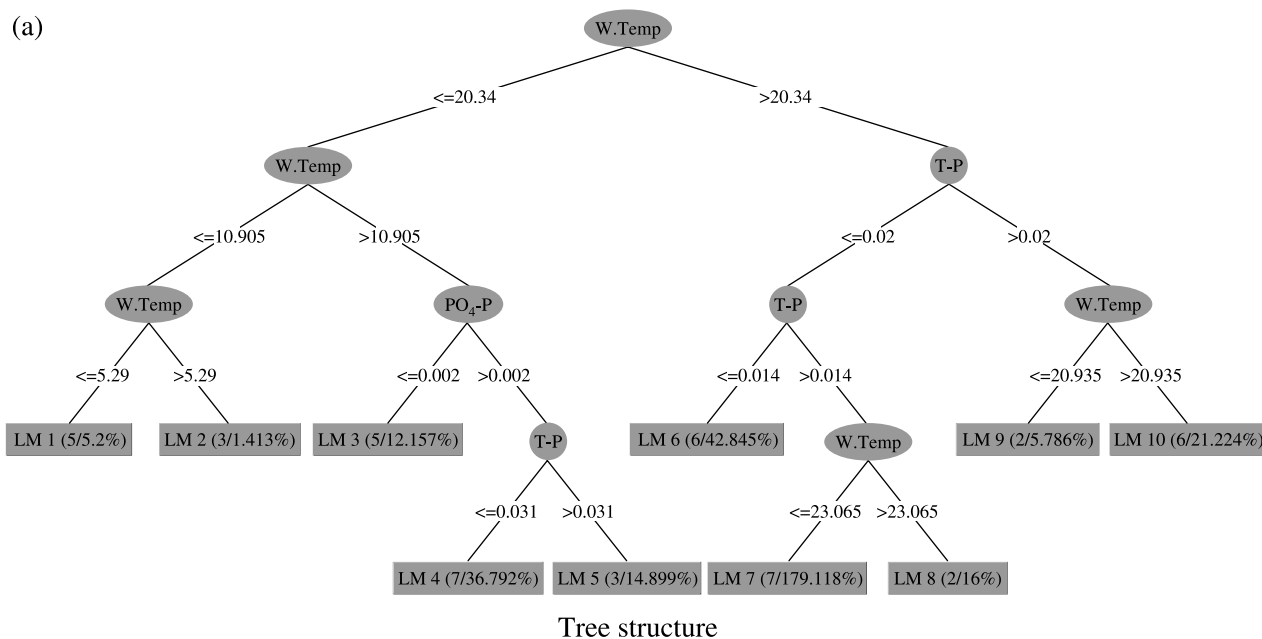 (a)
W.Temp
<=20.34
>20.34
W.Temp
T-P
<=10.905
>10.905
<=0.02
>0.02
W.Temp
PO₄-P
T-P
W.Temp
<=5.29
>5.29
<=0.002
>0.002
<=0.014
>0.014
<=20.935
>20.935
LM 1 (5/5.2%)
LM 2 (3/1.413%)
LM 3 (5/12.157%)
T-P
LM 6 (6/42.845%)
W.Temp
LM 9 (2/5.786%)
LM 10 (6/21.224%)
<=0.031
>0.031
<=23.065
>23.065
LM 4 (7/36.792%)
LM 5 (3/14.899%)
LM 7 (7/179.118%)
LM 8 (2/16%)
Tree structure